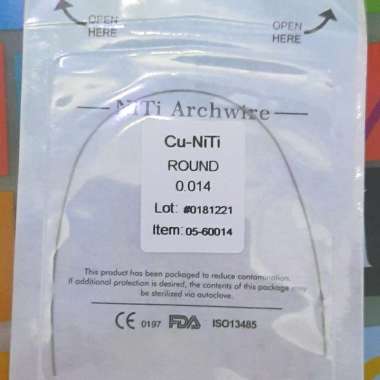 OPEN OPEN
HERE HERE
NiTi Archwire
Cu-NiTi
ROUND
0.014
Lot: #0181221
Item: 05-60014
This product has been packaged to reduce contamination.
If additional protection is desired, the contents of this package may
be sterilized via autoclave.
CE 0197 FDA ISO13485